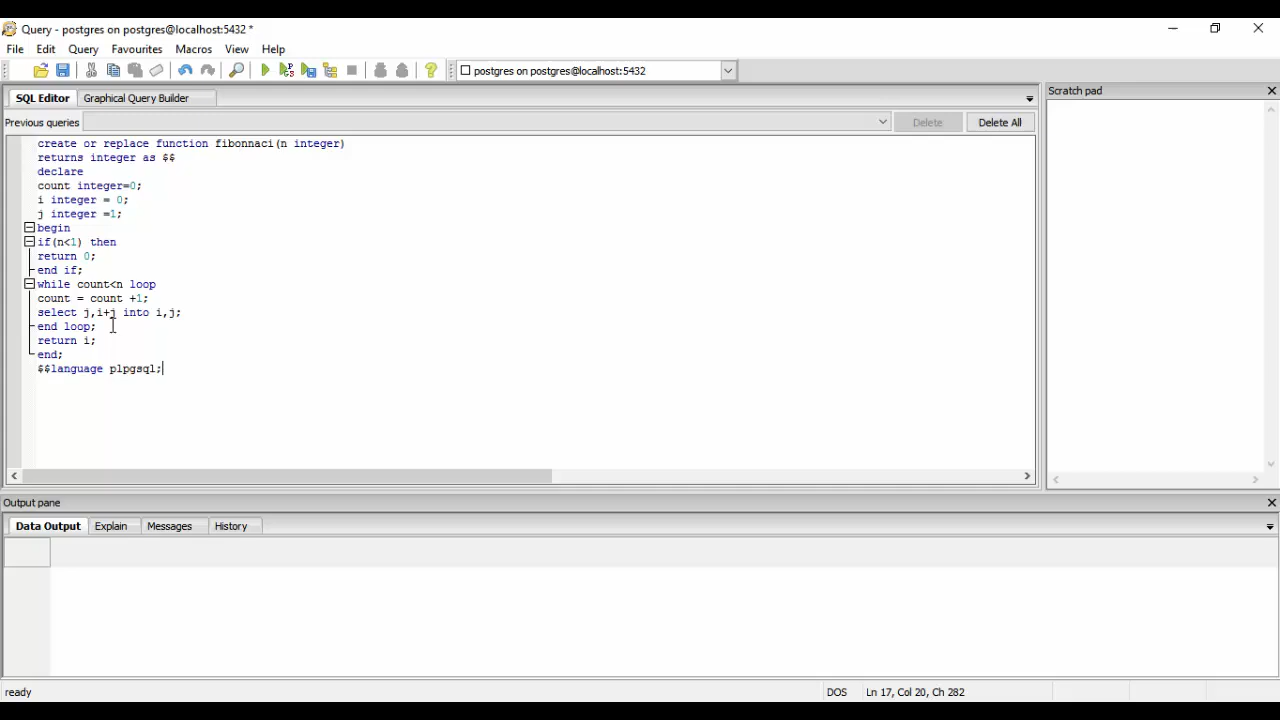 Query - postgres on postgres@localhost:5432 *
File Edit Query Favourites Macros View Help
postgres on postgres@localhost:5432
SQL Editor Graphical Query Builder
Scratch pad
Previous queries Delete Delete All
create or replace function fibonnaci(n integer)
returns integer as $$
declare
count integer=0;
i integer = 0;
j integer =1;
begin
if(n<1) then
return 0;
end if;
while count<n loop
count = count +1;
select j,i+j into i,j;
end loop;
return i;
end;
$$language plpgsql;
Output pane
Data Output Explain Messages History
ready DOS Ln 17, Col 20, Ch 282